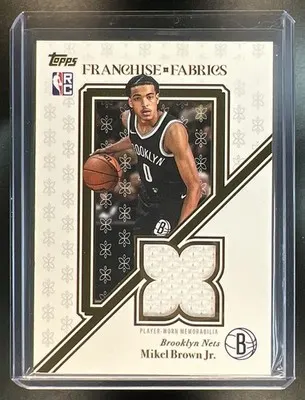 Topps
FRANCHISE FABRICS
RC
BROOKLYN
0
B
PLAYER-WORN MEMORABILIA
Brooklyn Nets
Mikel Brown Jr.
B